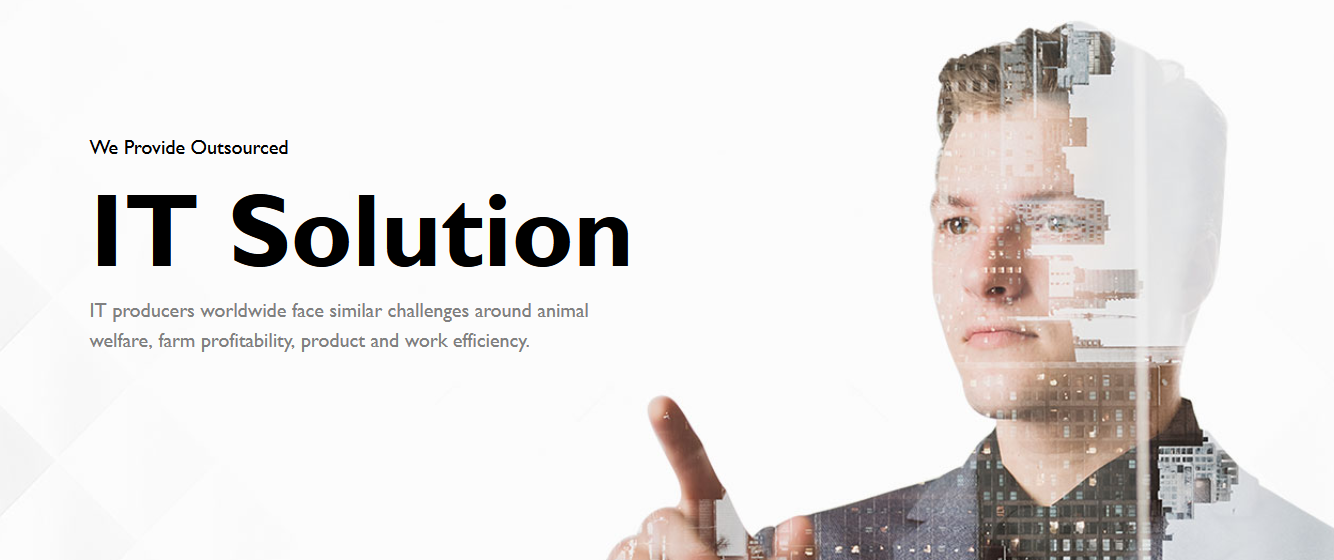 We Provide Outsourced
IT Solution
IT producers worldwide face similar challenges around animal
welfare, farm profitability, product and work efficiency.